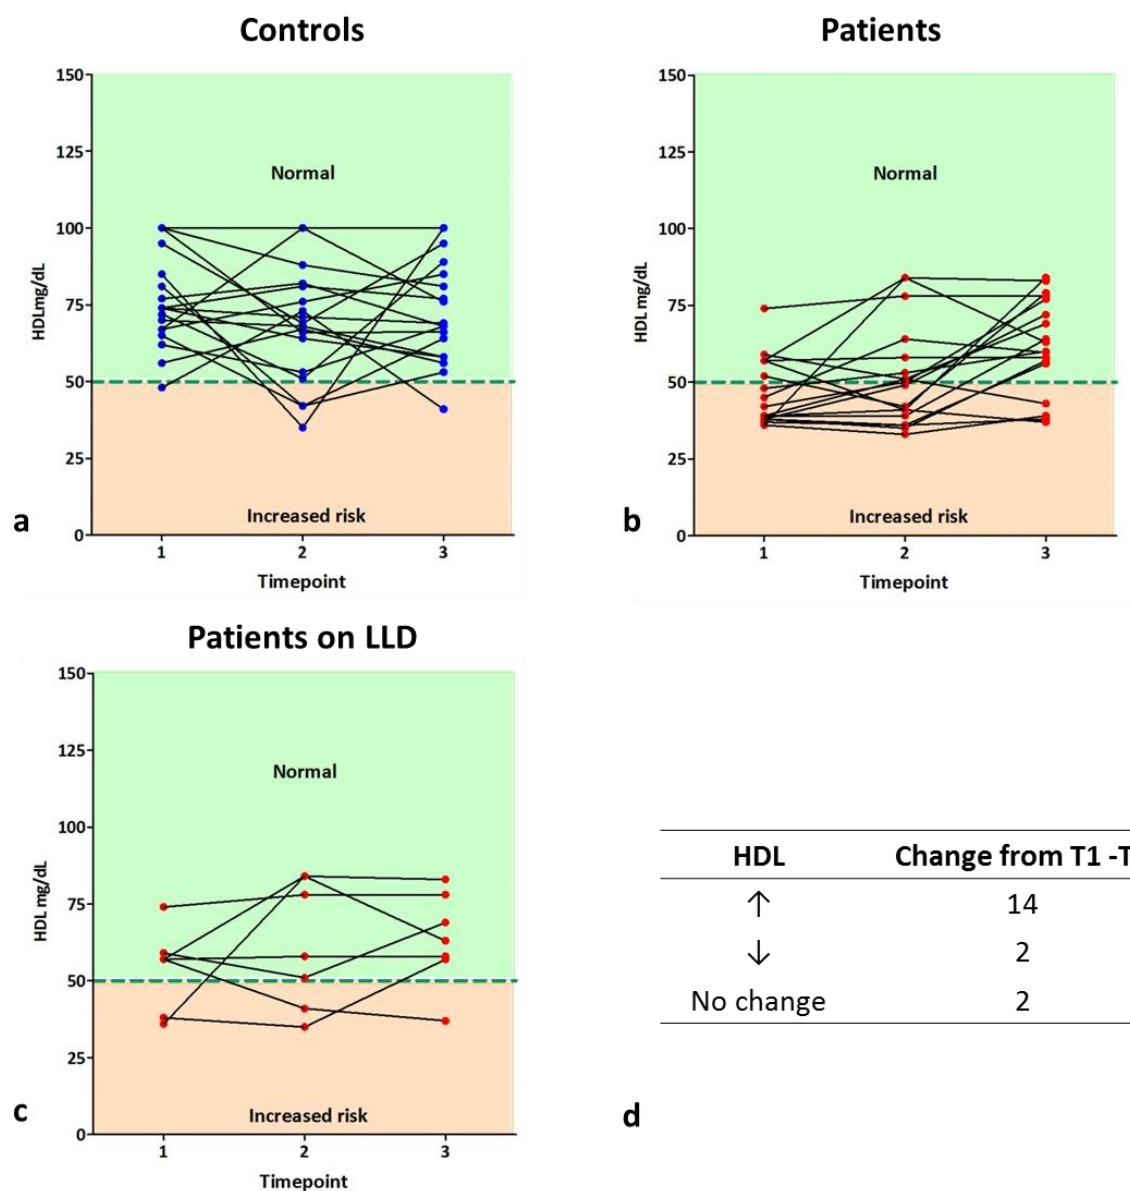 Controls
150
125
100
75
50
25
0
HDLmg/dL
Normal
Increased risk
1 2 3
Timepoint
a
Patients
150
125
100
75
50
25
0
HDL mg/dL
Normal
Increased risk
1 2 3
Timepoint
b
Patients on LLD
150
125
100
75
50
25
0
HDL mg/dL
Normal
Increased risk
1 2 3
Timepoint
c
HDL Change from T1 -T
↑ 14
↓ 2
No change 2
d